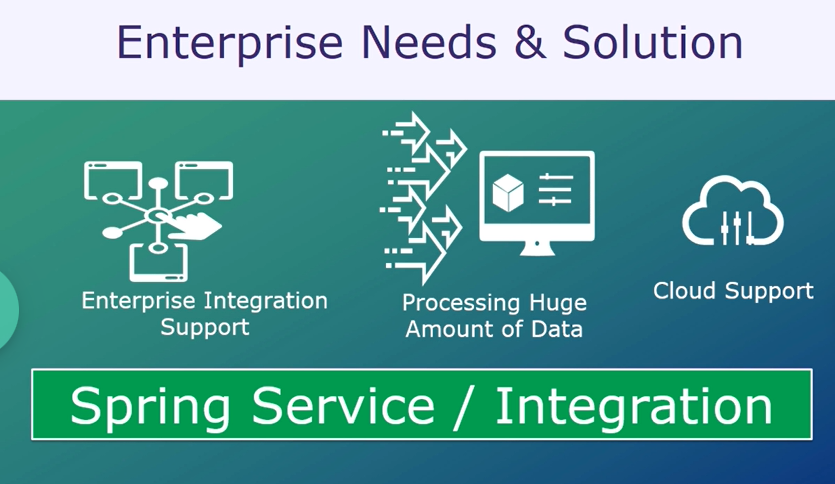 Enterprise Needs & Solution
Enterprise Integration
Support
Processing Huge
Amount of Data
Cloud Support
Spring Service / Integration